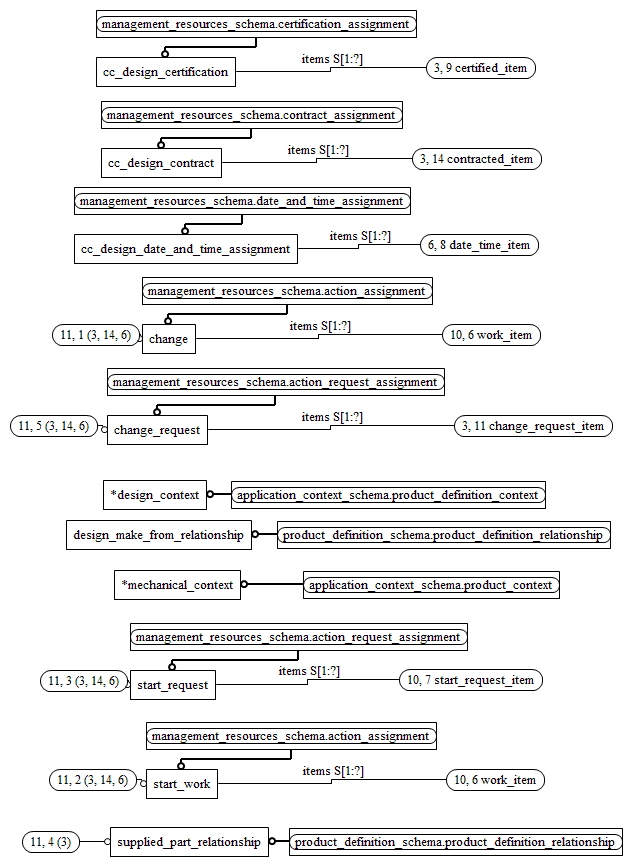 management_resources_schema.certification_assignment
items S[1:?]
cc_design_certification
3, 9 certified_item
management_resources_schema.contract_assignment
items S[1:?]
cc_design_contract
3, 14 contracted_item
management_resources_schema.date_and_time_assignment
items S[1:?]
cc_design_date_and_time_assignment
6, 8 date_time_item
management_resources_schema.action_assignment
items S[1:?]
11, 1 (3, 14, 6)
change
10, 6 work_item
management_resources_schema.action_request_assignment
items S[1:?]
11, 5 (3, 14, 6)
change_request
3, 11 change_request_item
*design_context
application_context_schema.product_definition_context
design_make_from_relationship
product_definition_schema.product_definition_relationship
*mechanical_context
application_context_schema.product_context
management_resources_schema.action_request_assignment
items S[1:?]
11, 3 (3, 14, 6)
start_request
10, 7 start_request_item
management_resources_schema.action_assignment
items S[1:?]
11, 2 (3, 14, 6)
start_work
10, 6 work_item
11, 4 (3)
supplied_part_relationship
product_definition_schema.product_definition_relationship